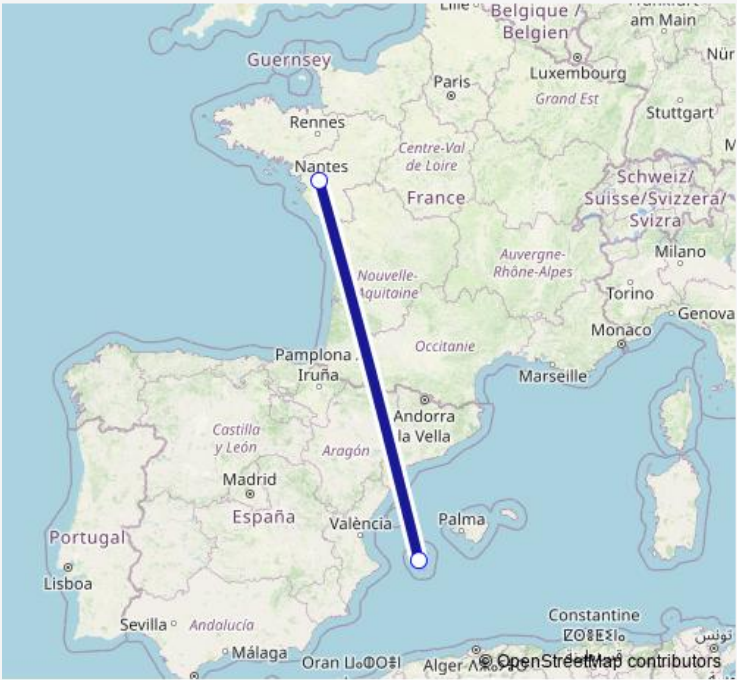 Lille
Belgique /
Belgien
am Main
Guernsey
Luxembourg
Nür
Paris
Grand Est
Rennes
Stuttgart
Centre-Val
de Loire
Nantes
Schweiz/
Suisse/Svizzera/
Svizra
France
Milano
Auvergne-
Rhône-Alpes
Nouvelle-
Aquitaine
Torino
Genova
Monaco
Occitanie
Pamplona
Iruña
Marseille
Andorra
la Vella
Castilla
y León
Aragón
Madrid
España
València
Palma
Portugal
Lisboa
Constantine
ⵇⵙⴻⵏⵟⵉⵏⴰ
Sevilla
Andalucía
تونس
Málaga
Oran
Alger
© OpenStreetMap contributors